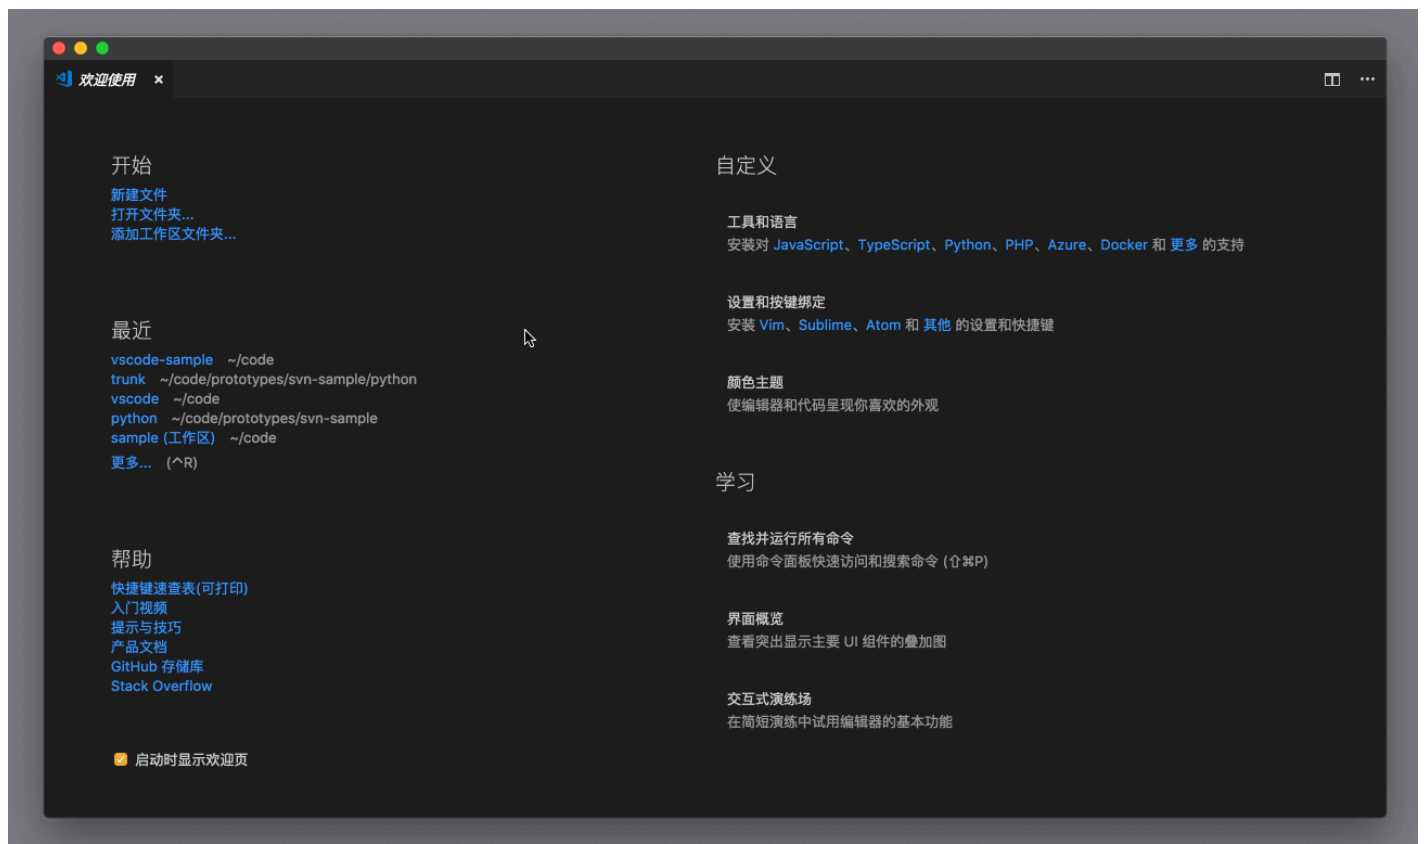 欢迎使用
开始
新建文件
打开文件夹...
添加工作区文件夹...
最近
vscode-sample ~/code
trunk ~/code/prototypes/svn-sample/python
vscode ~/code
python ~/code/prototypes/svn-sample
sample (工作区) ~/code
更多... (^R)
帮助
快捷键速查表(可打印)
入门视频
提示与技巧
产品文档
GitHub 存储库
Stack Overflow
启动时显示欢迎页
自定义
工具和语言
安装对 JavaScript、TypeScript、Python、PHP、Azure、Docker 和 更多 的支持
设置和按键绑定
安装 Vim、Sublime、Atom 和 其他 的设置和快捷键
颜色主题
使编辑器和代码呈现你喜欢的外观
学习
查找并运行所有命令
使用命令面板快速访问和搜索命令 (⇧⌘P)
界面概览
查看突出显示主要 UI 组件的叠加图
交互式演练场
在简短演练中试用编辑器的基本功能